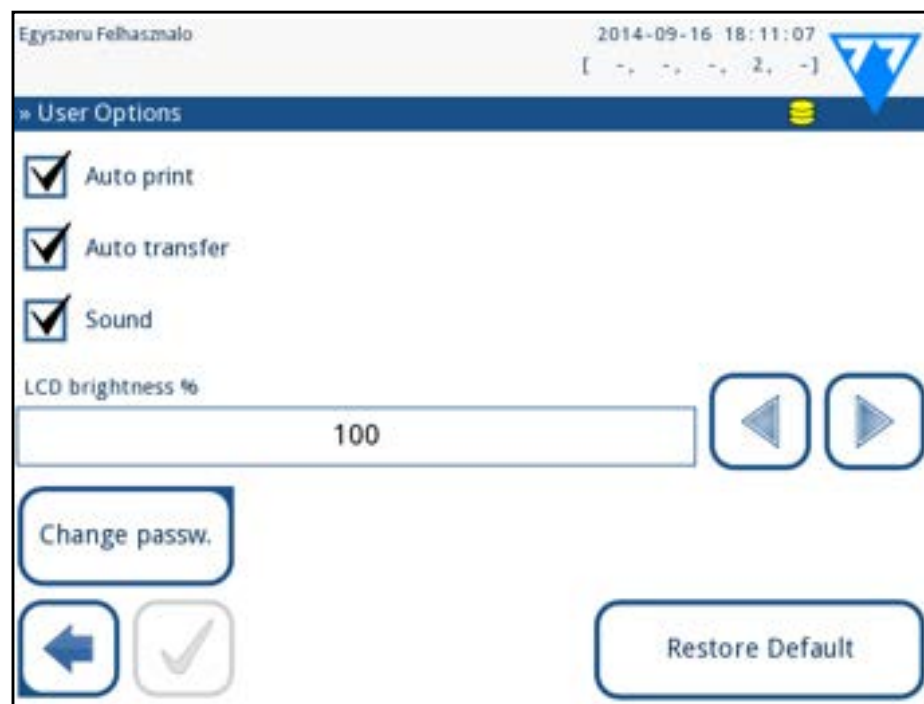 Egyszeru Felhasznalo
2014-09-16 18:11:07
[ -, -, -, 2, -]
» User Options
Auto print
Auto transfer
Sound
LCD brightness %
100
Change passw.
Restore Default